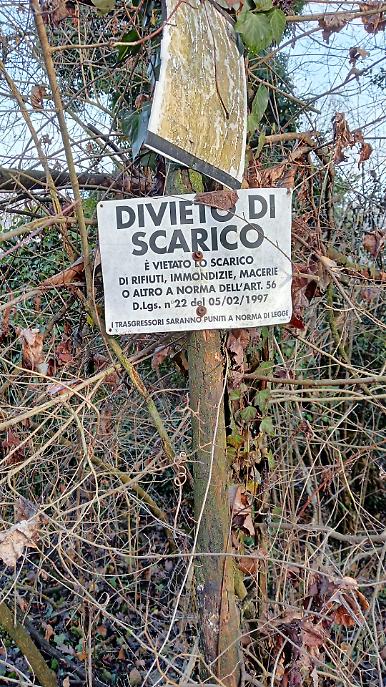 DIVIETO DI
SCARICO
È VIETATO LO SCARICO
DI RIFIUTI, IMMONDIZIE, MACERIE
O ALTRO A NORMA DELL'ART. 56
D.Lgs. n° 22 del 05/02/1997
I TRASGRESSORI SARANNO PUNITI A NORMA DI LEGGE